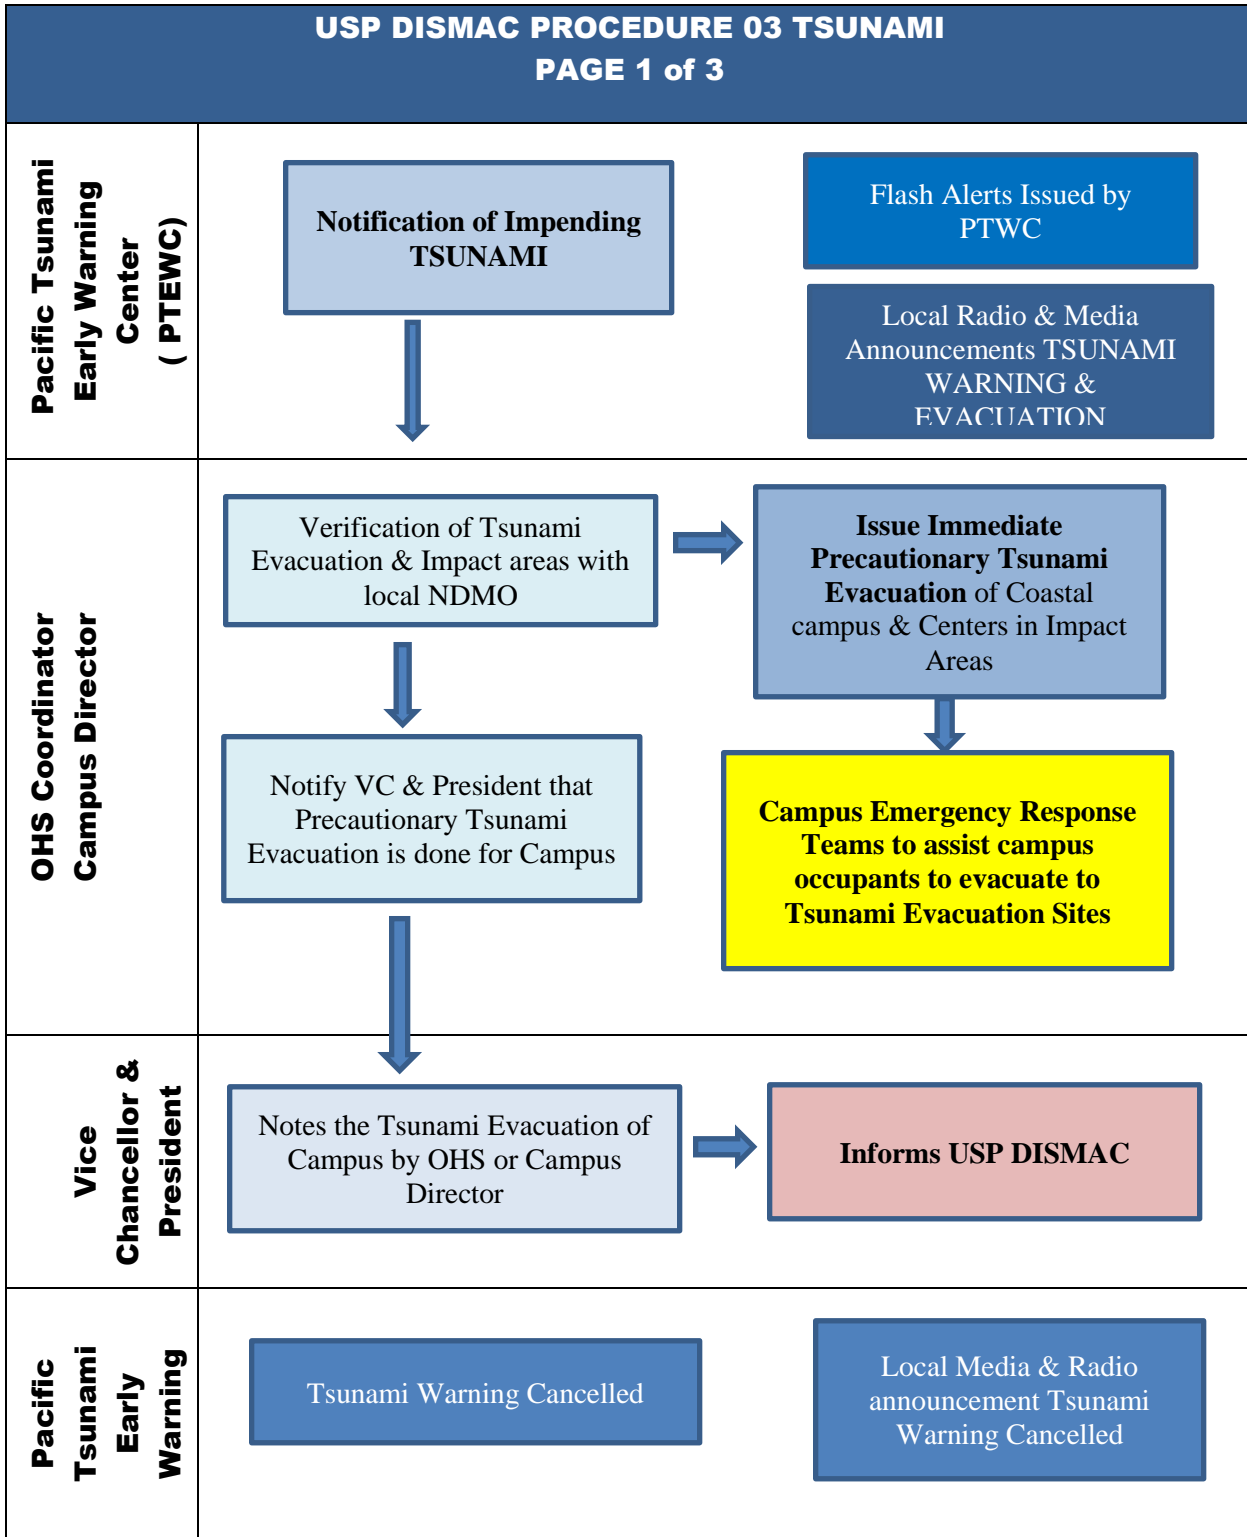 USP DISMAC PROCEDURE 03 TSUNAMI
PAGE 1 of 3
Pacific Tsunami
Early Warning
Center
( PTEWC)
Notification of Impending
TSUNAMI
Flash Alerts Issued by
PTWC
Local Radio & Media
Announcements TSUNAMI
WARNING &
EVACUATION
OHS Coordinator
Campus Director
Verification of Tsunami
Evacuation & Impact areas with
local NDMO
Issue Immediate
Precautionary Tsunami
Evacuation of Coastal
campus & Centers in Impact
Areas
Notify VC & President that
Precautionary Tsunami
Evacuation is done for Campus
Campus Emergency Response
Teams to assist campus
occupants to evacuate to
Tsunami Evacuation Sites
Vice
Chancellor &
President
Notes the Tsunami Evacuation of
Campus by OHS or Campus
Director
Informs USP DISMAC
Pacific
Tsunami
Early
Warning
Tsunami Warning Cancelled
Local Media & Radio
announcement Tsunami
Warning Cancelled